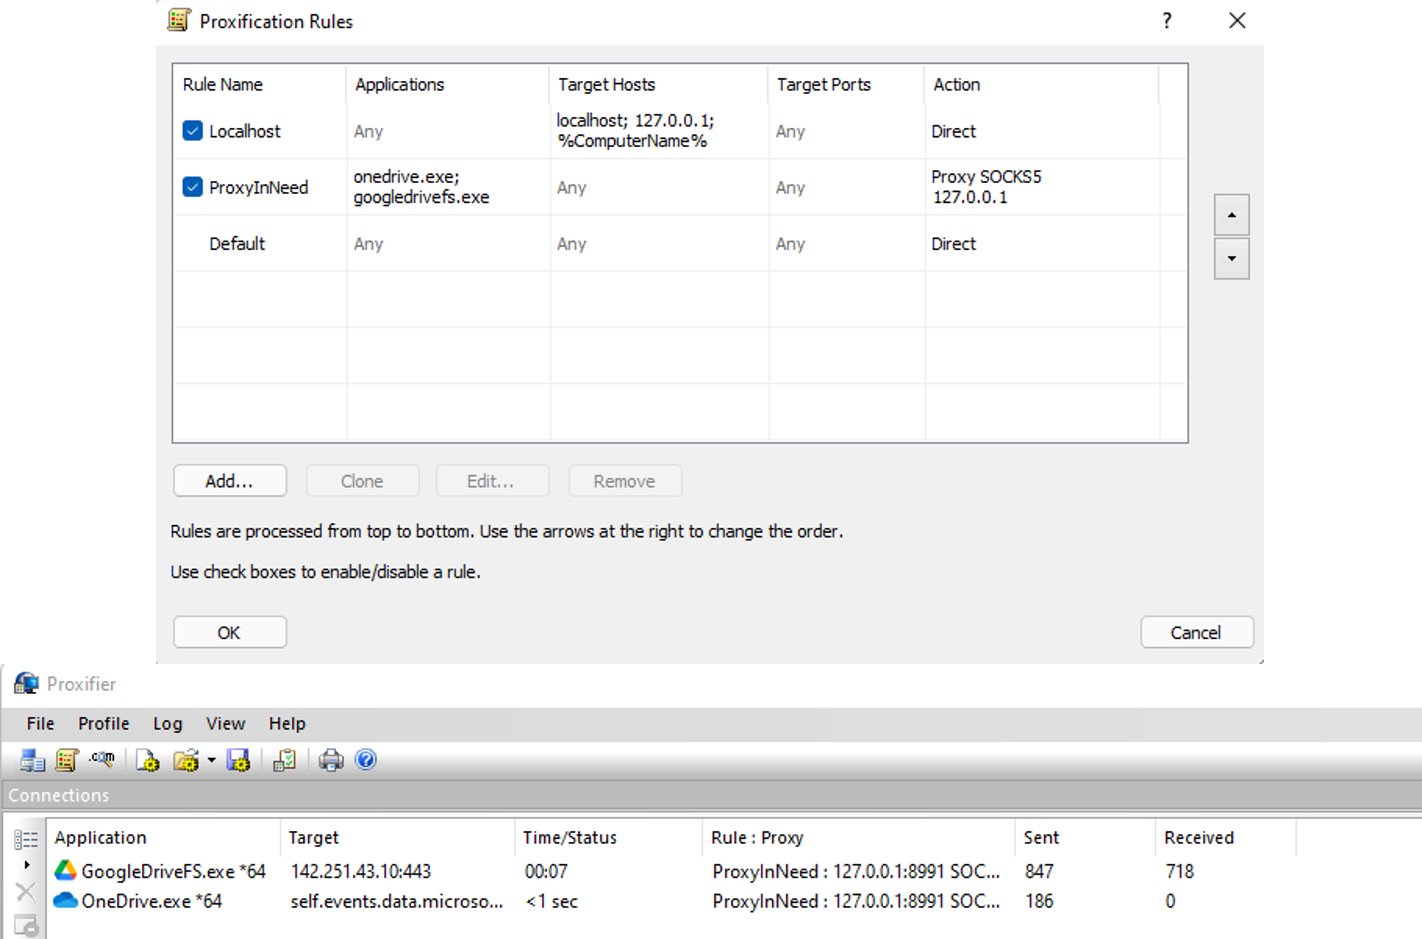 Proxification Rules
?
Rule Name Applications Target Hosts Target Ports Action
Localhost Any localhost; 127.0.0.1; %ComputerName% Any Direct
ProxyInNeed onedrive.exe; googledrivefs.exe Any Any Proxy SOCKS5 127.0.0.1
Default Any Any Any Direct
Add... Clone Edit... Remove
Rules are processed from top to bottom. Use the arrows at the right to change the order.
Use check boxes to enable/disable a rule.
OK Cancel
Proxifier
File Profile Log View Help
.com
Connections
Application Target Time/Status Rule : Proxy Sent Received
GoogleDriveFS.exe *64 142.251.43.10:443 00:07 ProxyInNeed : 127.0.0.1:8991 SOC... 847 718
OneDrive.exe *64 self.events.data.microso... <1 sec ProxyInNeed : 127.0.0.1:8991 SOC... 186 0